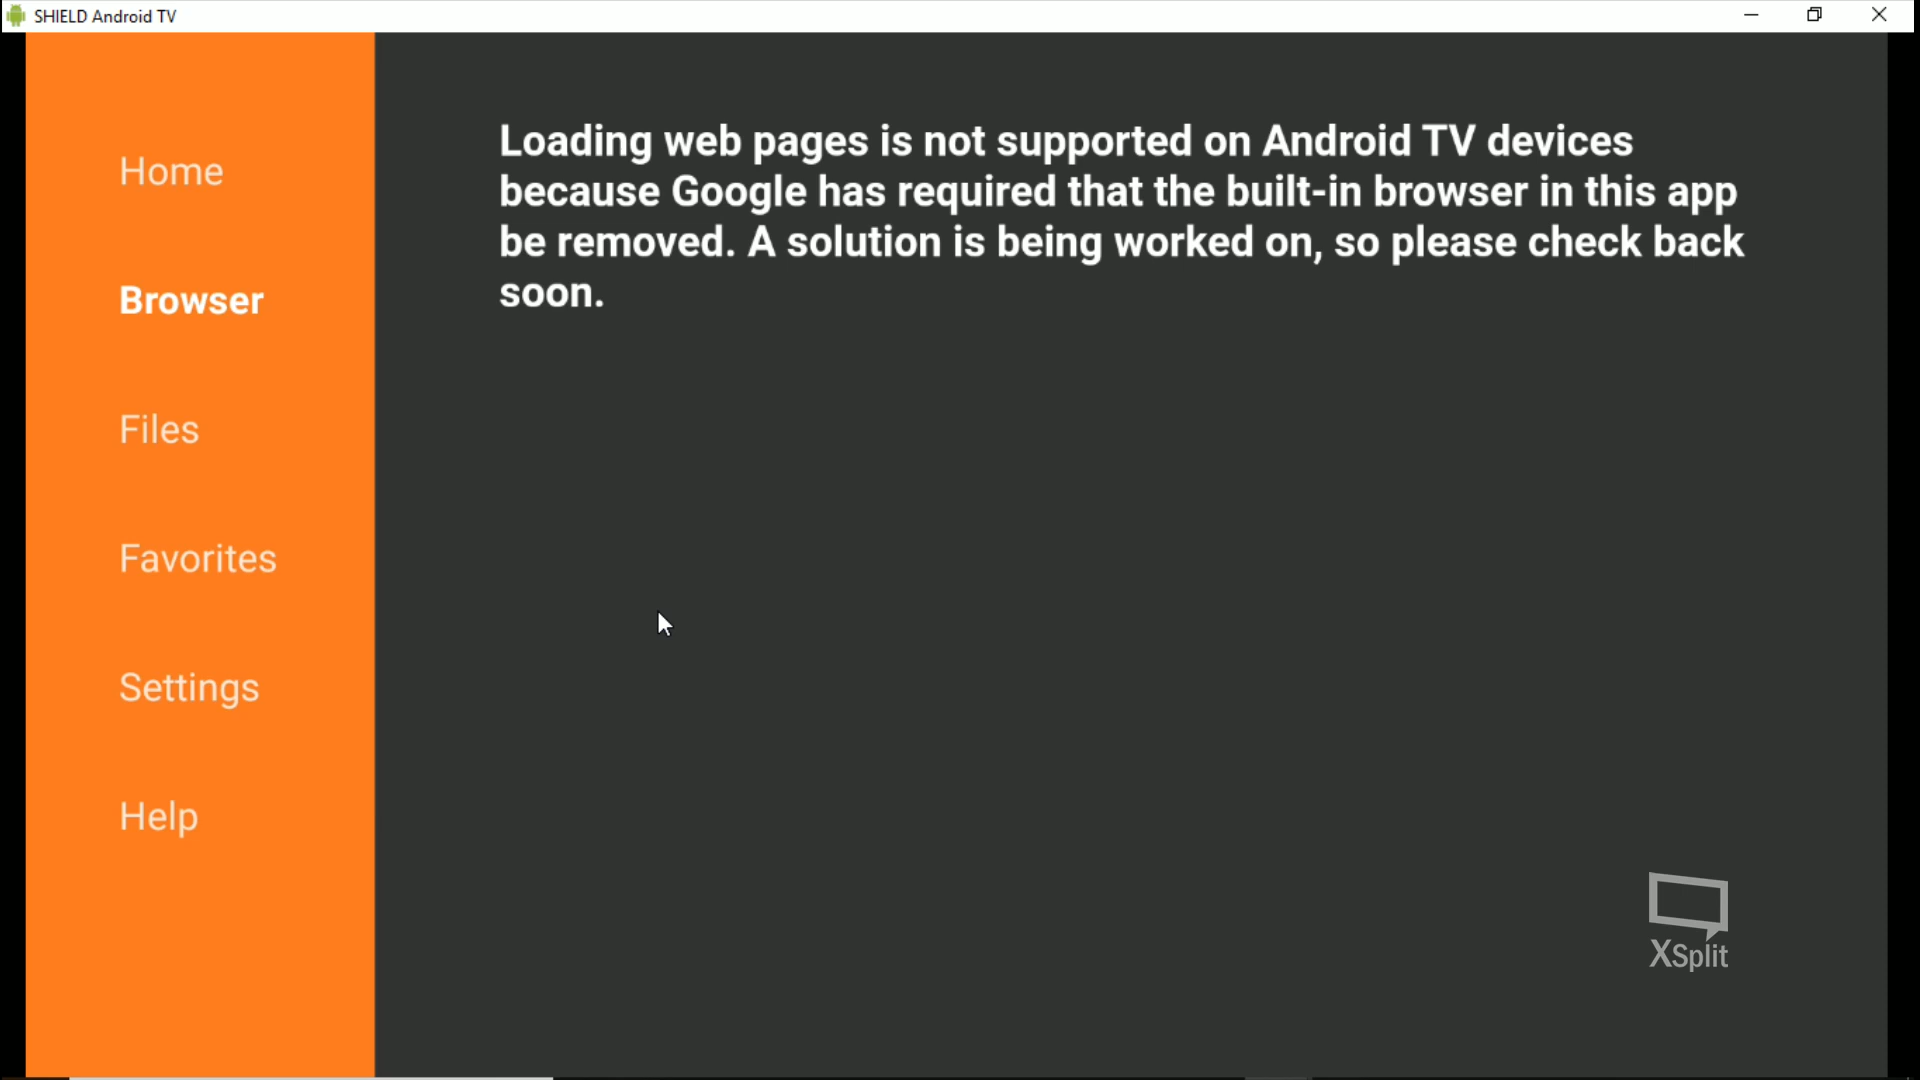 SHIELD Android TV
Home
Browser
Files
Favorites
Settings
Help
Loading web pages is not supported on Android TV devices
because Google has required that the built-in browser in this app
be removed. A solution is being worked on, so please check back
soon.
XSplit